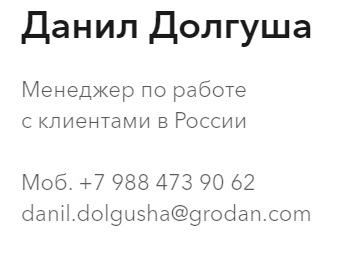 Данил Долгуша
Менеджер по работе
с клиентами в России
Моб. +7 988 473 90 62
danil.dolgusha@grodan.com